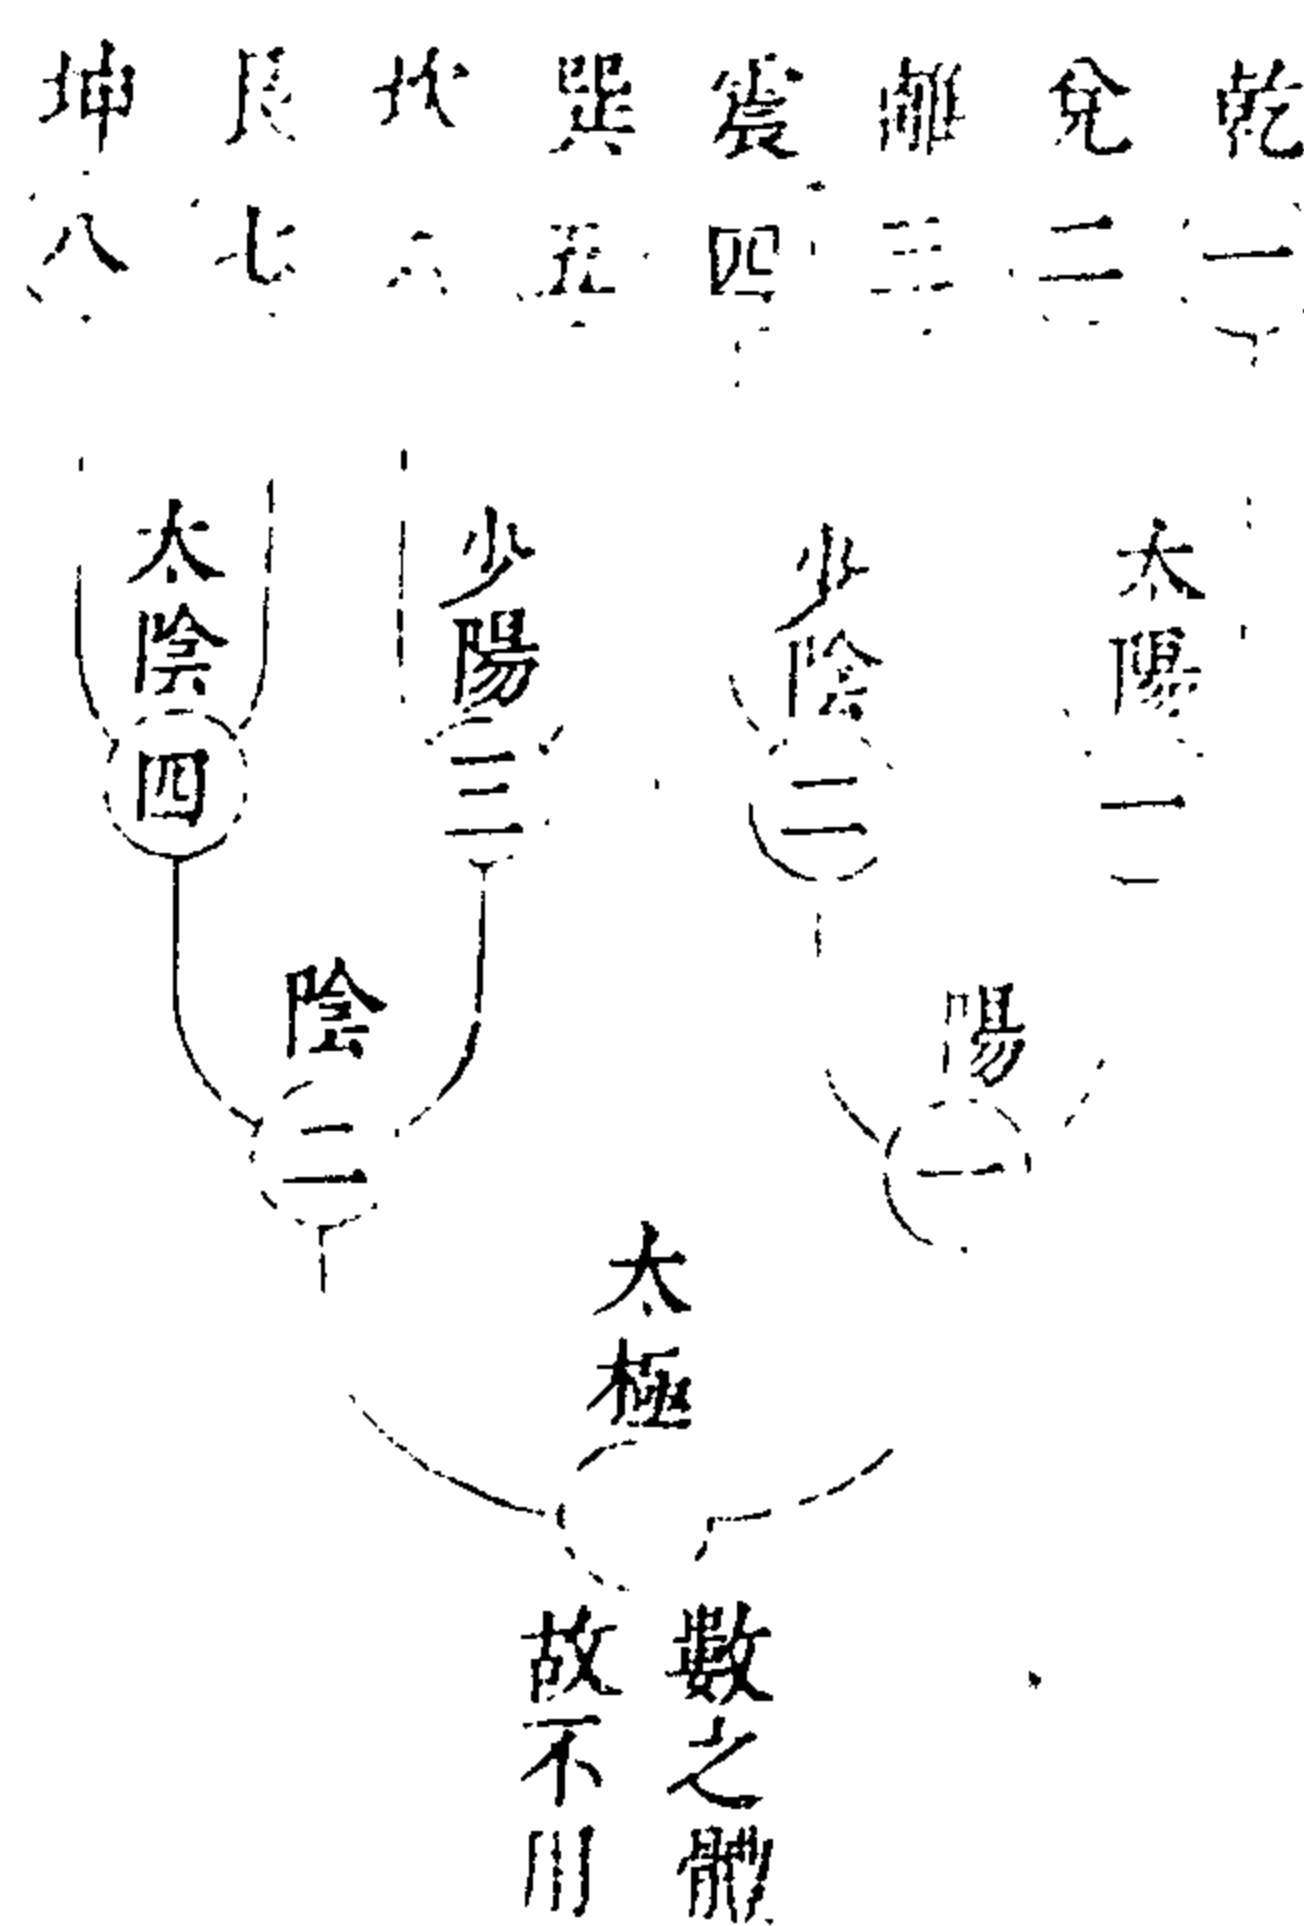 乾 兌 離 震 巽 坎 艮 坤
一 二 三 四 五 六 七 八
太陽 少陰 少陽 太陰
一 二 三 四
陽 陰
一 二
太極
數之體
故不用